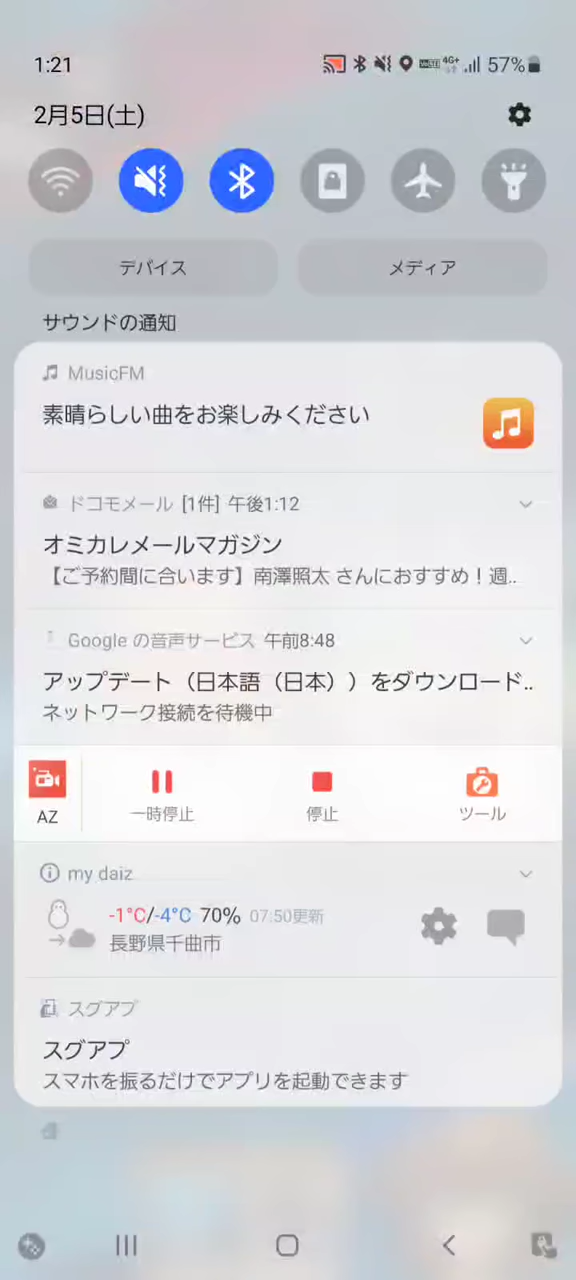 1:21
VoLTE 4G+ 57%
2月5日(土)
デバイス
メディア
サウンドの通知
MusicFM
素晴らしい曲をお楽しみください
ドコモメール [1件] 午後1:12
オミカレメールマガジン
【ご予約間に合います】南澤照太 さんにおすすめ！週..
Google の音声サービス 午前8:48
アップデート（日本語（日本））をダウンロード..
ネットワーク接続を待機中
AZ
一時停止
停止
ツール
my daiz
-1°C/-4°C 70% 07:50更新
長野県千曲市
スグアプ
スグアプ
スマホを振るだけでアプリを起動できます